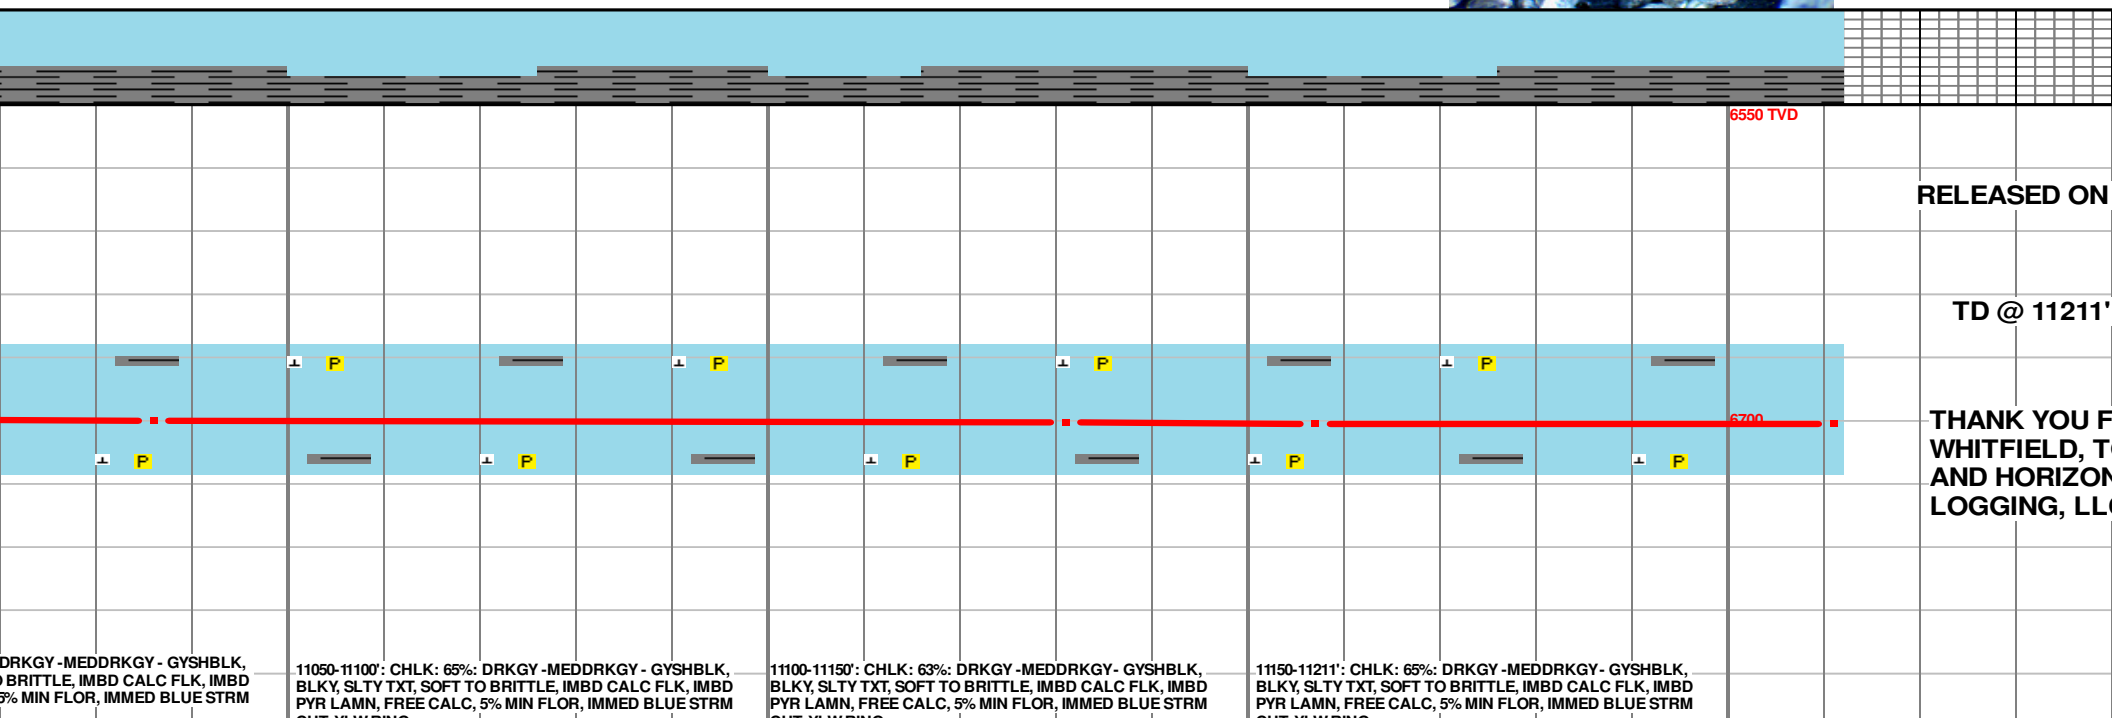 6550 TVD
RELEASED ON
TD @ 11211'
P P P P
6700
P P P P P
THANK YOU F
WHITFIELD, T
AND HORIZON
LOGGING, LL
DRKGY -MEDDRKGY - GYSHBLK,
BRITTLE, IMBD CALC FLK, IMBD
5% MIN FLOR, IMMED BLUE STRM
11050-11100': CHLK: 65%: DRKGY -MEDDRKGY - GYSHBLK,
BLKY, SLTY TXT, SOFT TO BRITTLE, IMBD CALC FLK, IMBD
PYR LAMN, FREE CALC, 5% MIN FLOR, IMMED BLUE STRM
11100-11150': CHLK: 63%: DRKGY -MEDDRKGY- GYSHBLK,
BLKY, SLTY TXT, SOFT TO BRITTLE, IMBD CALC FLK, IMBD
PYR LAMN, FREE CALC, 5% MIN FLOR, IMMED BLUE STRM
11150-11211': CHLK: 65%: DRKGY -MEDDRKGY - GYSHBLK,
BLKY, SLTY TXT, SOFT TO BRITTLE, IMBD CALC FLK, IMBD
PYR LAMN, FREE CALC, 5% MIN FLOR, IMMED BLUE STRM